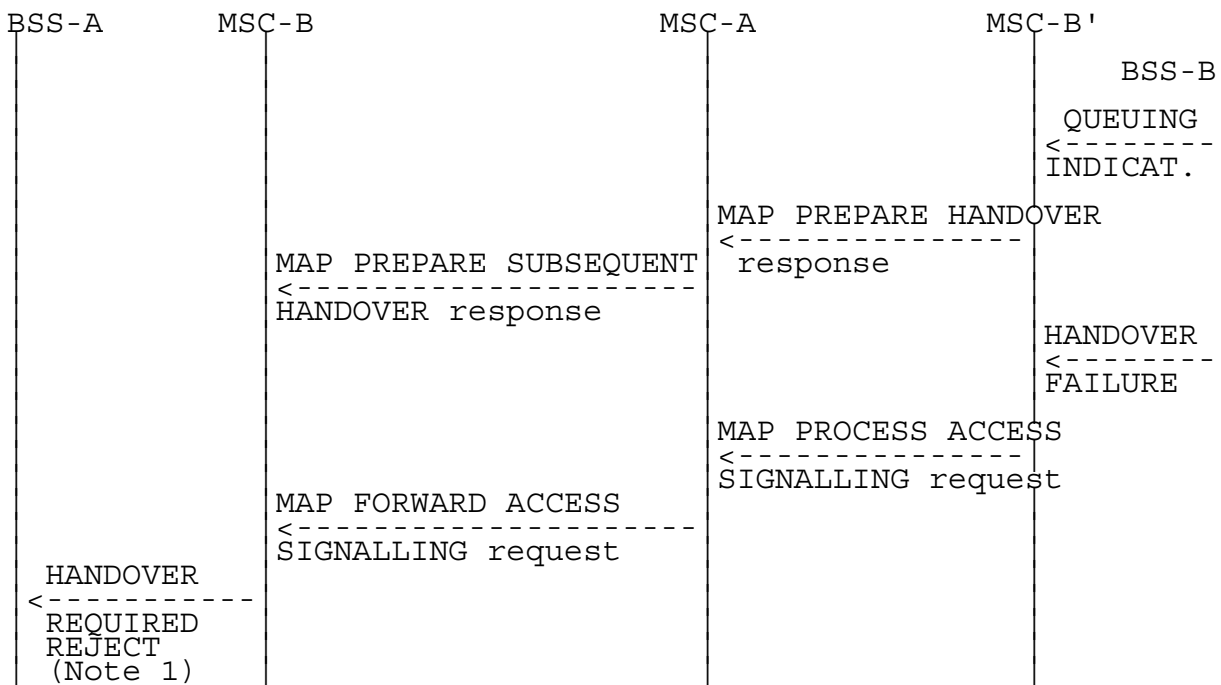 BSS-A MSC-B MSC-A MSC-B'
BSS-B
QUEUING
INDICAT.
MAP PREPARE HANDOVER
MAP PREPARE SUBSEQUENT response
HANDOVER response
HANDOVER
FAILURE
MAP PROCESS ACCESS
SIGNALLING request
MAP FORWARD ACCESS
SIGNALLING request
HANDOVER
REQUIRED
REJECT
(Note 1)